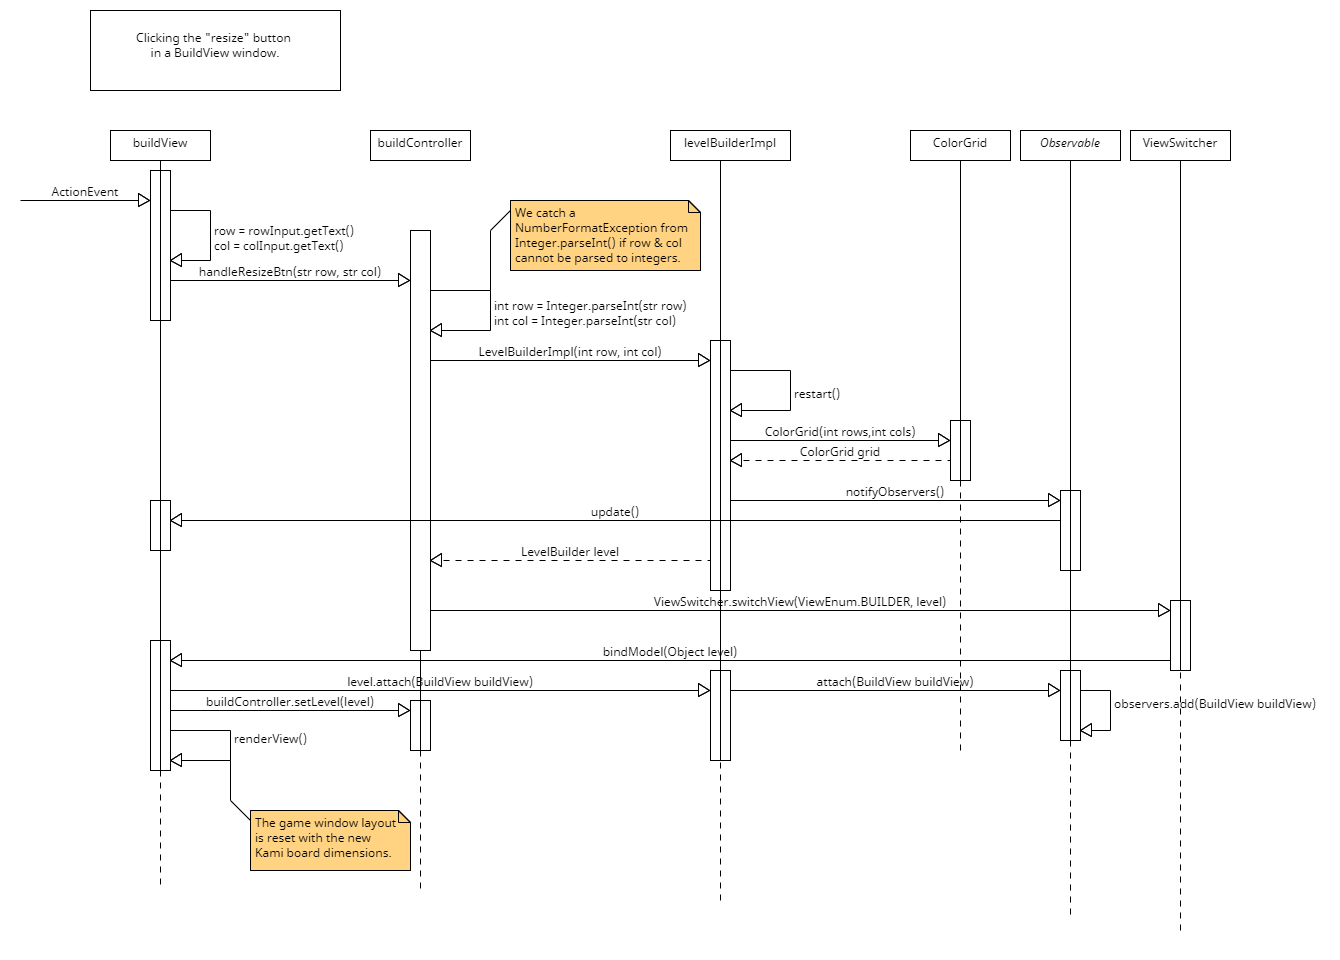 Clicking the "resize" button
in a BuildView window.
buildView
buildController
levelBuilderImpl
ColorGrid
Observable
ViewSwitcher
ActionEvent
row = rowInput.getText()
col = colInput.getText()
We catch a
NumberFormatException from
Integer.parseInt() if row & col
cannot be parsed to integers.
handleResizeBtn(str row, str col)
int row = Integer.parseInt(str row)
int col = Integer.parseInt(str col)
LevelBuilderImpl(int row, int col)
restart()
ColorGrid(int rows,int cols)
ColorGrid grid
notifyObservers()
update()
LevelBuilder level
ViewSwitcher.switchView(ViewEnum.BUILDER, level)
bindModel(Object level)
level.attach(BuildView buildView)
attach(BuildView buildView)
buildController.setLevel(level)
observers.add(BuildView buildView)
renderView()
The game window layout
is reset with the new
Kami board dimensions.